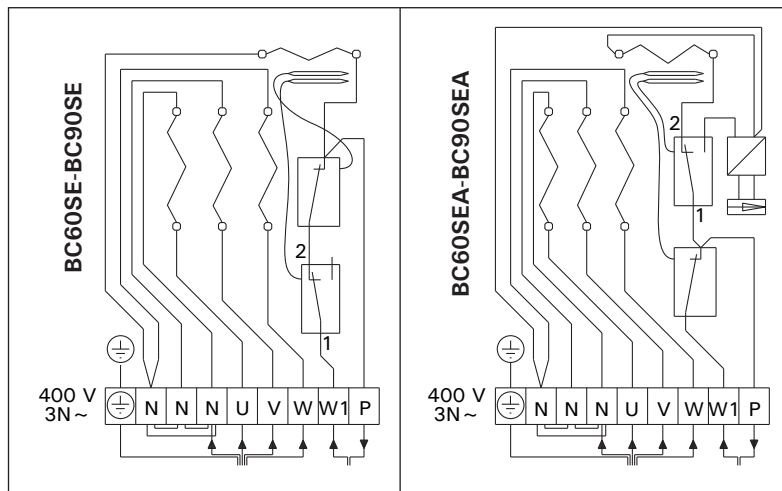 BC60SE-BC90SE
2
1
400 V
3N~
N N N U V W W1 P
BC60SEA-BC90SEA
2
1
400 V
3N~
N N N U V W W1 P